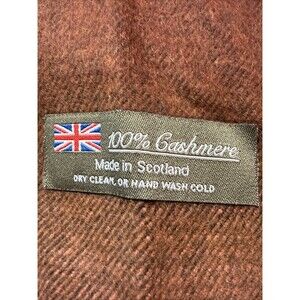 100% Cashmere
Made in Scotland
DRY CLEAN, OR HAND WASH COLD